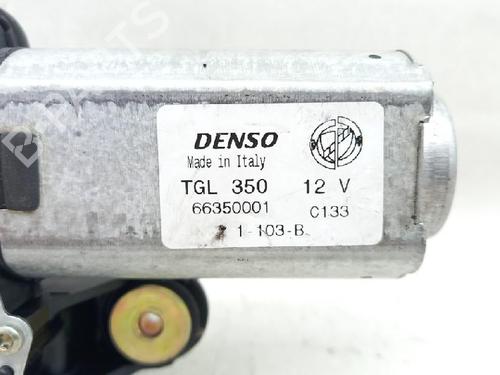 DENSO
Made in Italy
TGL 350 12 V
66350001 C133
1-103-B